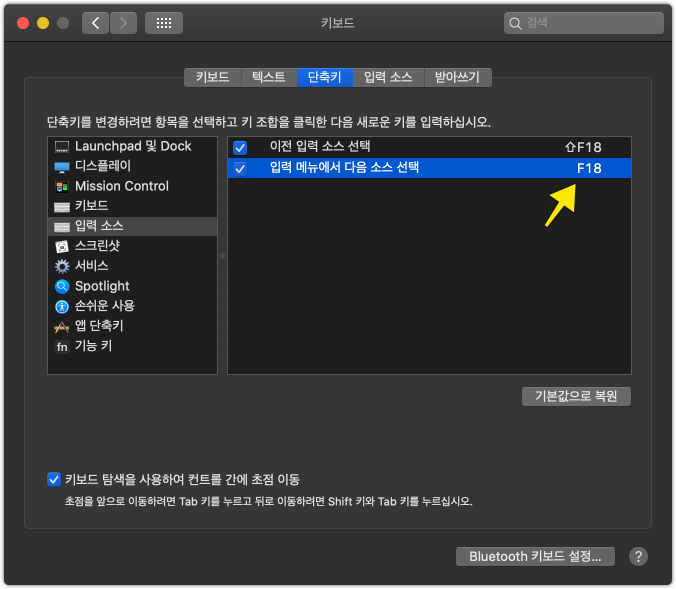 키보드
검색
키보드 텍스트 단축키 입력 소스 받아쓰기
단축키를 변경하려면 항목을 선택하고 키 조합을 클릭한 다음 새로운 키를 입력하십시오.
Launchpad 및 Dock
디스플레이
Mission Control
키보드
입력 소스
스크린샷
서비스
Spotlight
손쉬운 사용
앱 단축키
fn 기능 키
이전 입력 소스 선택 ⇧F18
입력 메뉴에서 다음 소스 선택 F18
기본값으로 복원
키보드 탐색을 사용하여 컨트롤 간에 초점 이동
초점을 앞으로 이동하려면 Tab 키를 누르고 뒤로 이동하려면 Shift 키와 Tab 키를 누르십시오.
Bluetooth 키보드 설정... ?